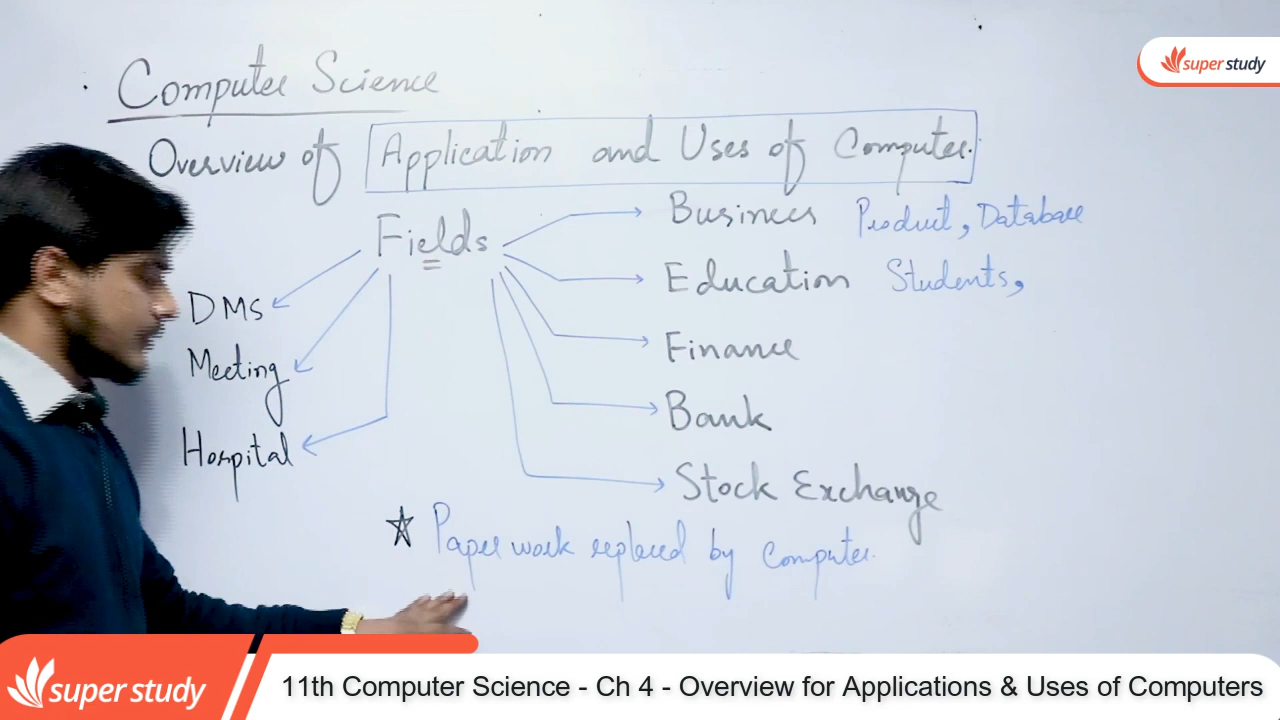 super study
Computer Science
Overview of Application and Uses of Computer.
Fields
Business Product, Database
Education Students,
Finance
Bank
Stock Exchange
DMS
Meeting
Hospital
Paper work replaced by Computer.
super study
11th Computer Science - Ch 4 - Overview for Applications & Uses of Computers